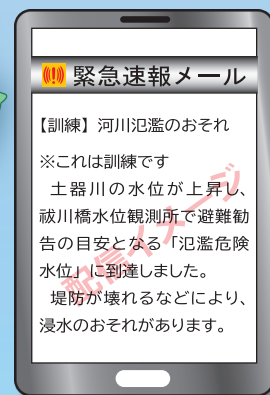 緊急速報メール
【訓練】河川氾濫のおそれ
※これは訓練です
　土器川の水位が上昇し、
祓川橋水位観測所で避難勧
告の目安となる「氾濫危険
水位」に到達しました。
　堤防が壊れるなどにより、
浸水のおそれがあります。
配信イメージ